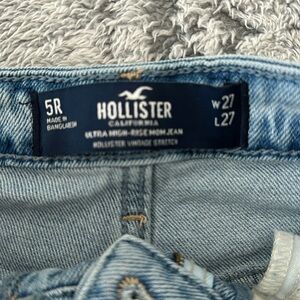 5R
MADE IN
BANGLADESH
HOLLISTER
CALIFORNIA
ULTRA HIGH-RISE MOM JEAN
HOLLISTER VINTAGE STRETCH
W 27
L 27